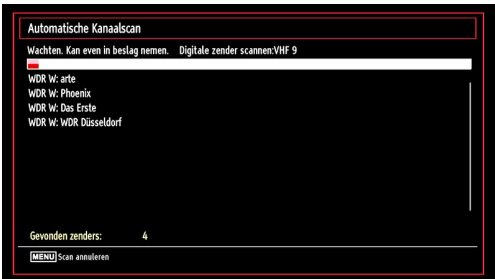 Automatische Kanaalscan
Wachten. Kan even in beslag nemen. Digitale zender scannen:VHF 9
WDR W: arte
WDR W: Phoenix
WDR W: Das Erste
WDR W: WDR Düsseldorf
Gevonden zenders: 4
MENU Scan annuleren